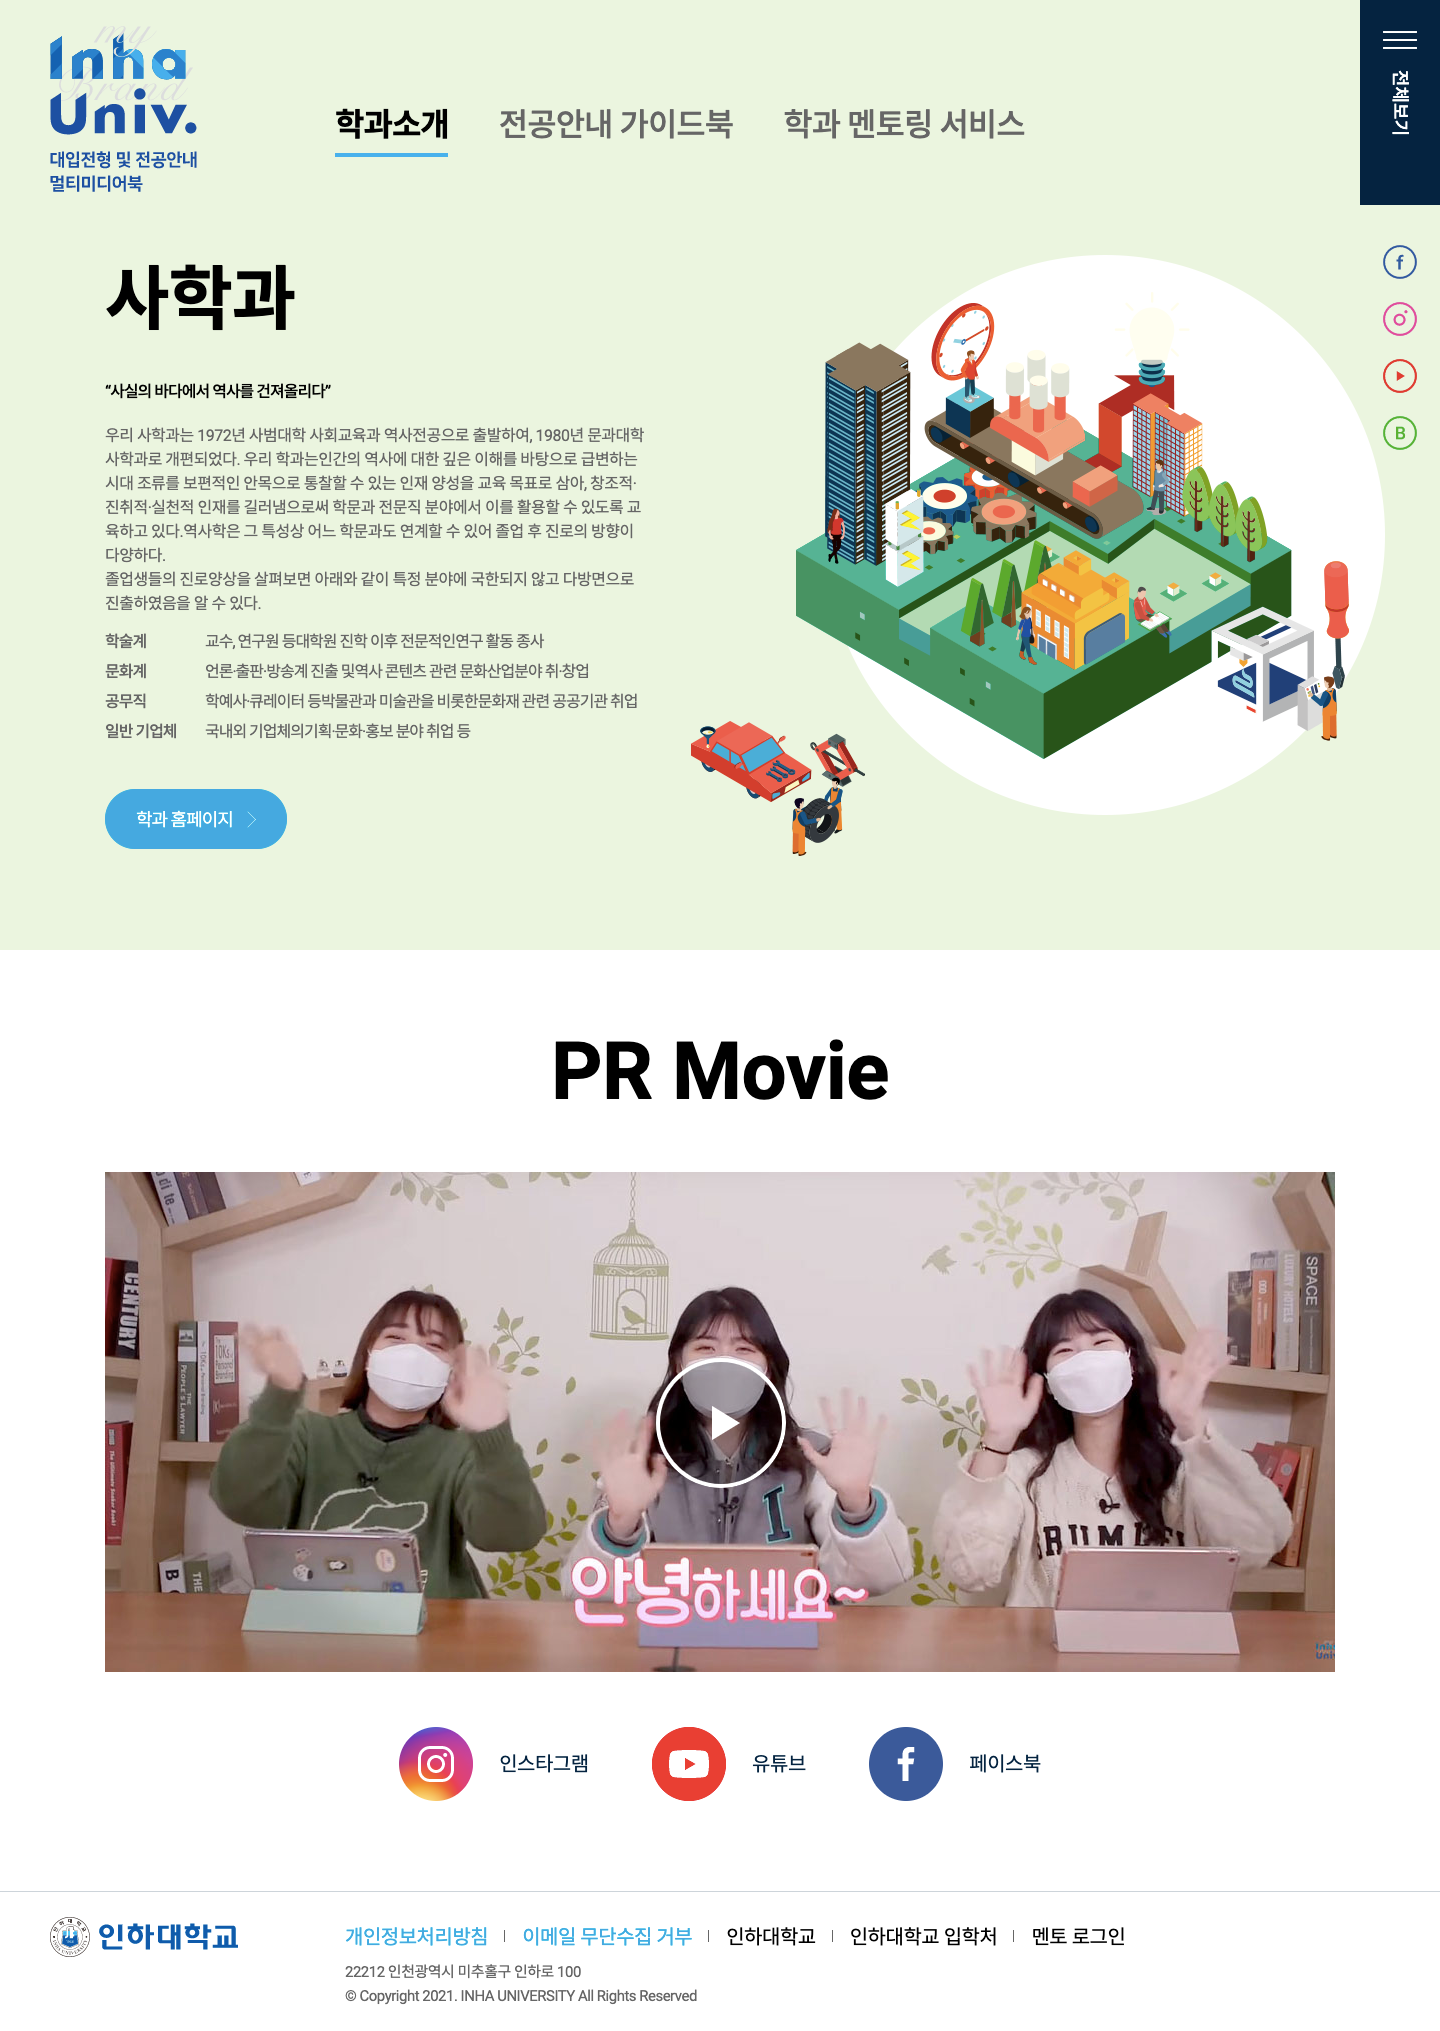 my
Brand
Inha
Univ.
대입전형 및 전공안내
멀티미디어북
학과소개
전공안내 가이드북
학과 멘토링 서비스
전체보기
사학과
“사실의 바다에서 역사를 건져올리다”
우리 사학과는 1972년 사범대학 사회교육과 역사전공으로 출발하여, 1980년 문과대학
사학과로 개편되었다. 우리 학과는인간의 역사에 대한 깊은 이해를 바탕으로 급변하는
시대 조류를 보편적인 안목으로 통찰할 수 있는 인재 양성을 교육 목표로 삼아, 창조적·
진취적·실천적 인재를 길러냄으로써 학문과 전문직 분야에서 이를 활용할 수 있도록 교
육하고 있다.역사학은 그 특성상 어느 학문과도 연계할 수 있어 졸업 후 진로의 방향이
다양하다.
졸업생들의 진로양상을 살펴보면 아래와 같이 특정 분야에 국한되지 않고 다방면으로
진출하였음을 알 수 있다.
학술계 교수, 연구원 등대학원 진학 이후 전문적인연구 활동 종사
문화계 언론·출판·방송계 진출 및역사 콘텐츠 관련 문화산업분야 취·창업
공무직 학예사·큐레이터 등박물관과 미술관을 비롯한문화재 관련 공공기관 취업
일반 기업체 국내외 기업체의기획·문화·홍보 분야 취업 등
학과 홈페이지
B
PR Movie
CENTURY
THE PEOPLE'S LAWYER
10Ks
of Personal
Branding
LUXURY HOTELS
SPACE
I
안녕하세요~
THE
Inha
인스타그램
유튜브
페이스북
인하대학교
개인정보처리방침
이메일 무단수집 거부
인하대학교
인하대학교 입학처
멘토 로그인
22212 인천광역시 미추홀구 인하로 100
© Copyright 2021. INHA UNIVERSITY All Rights Reserved